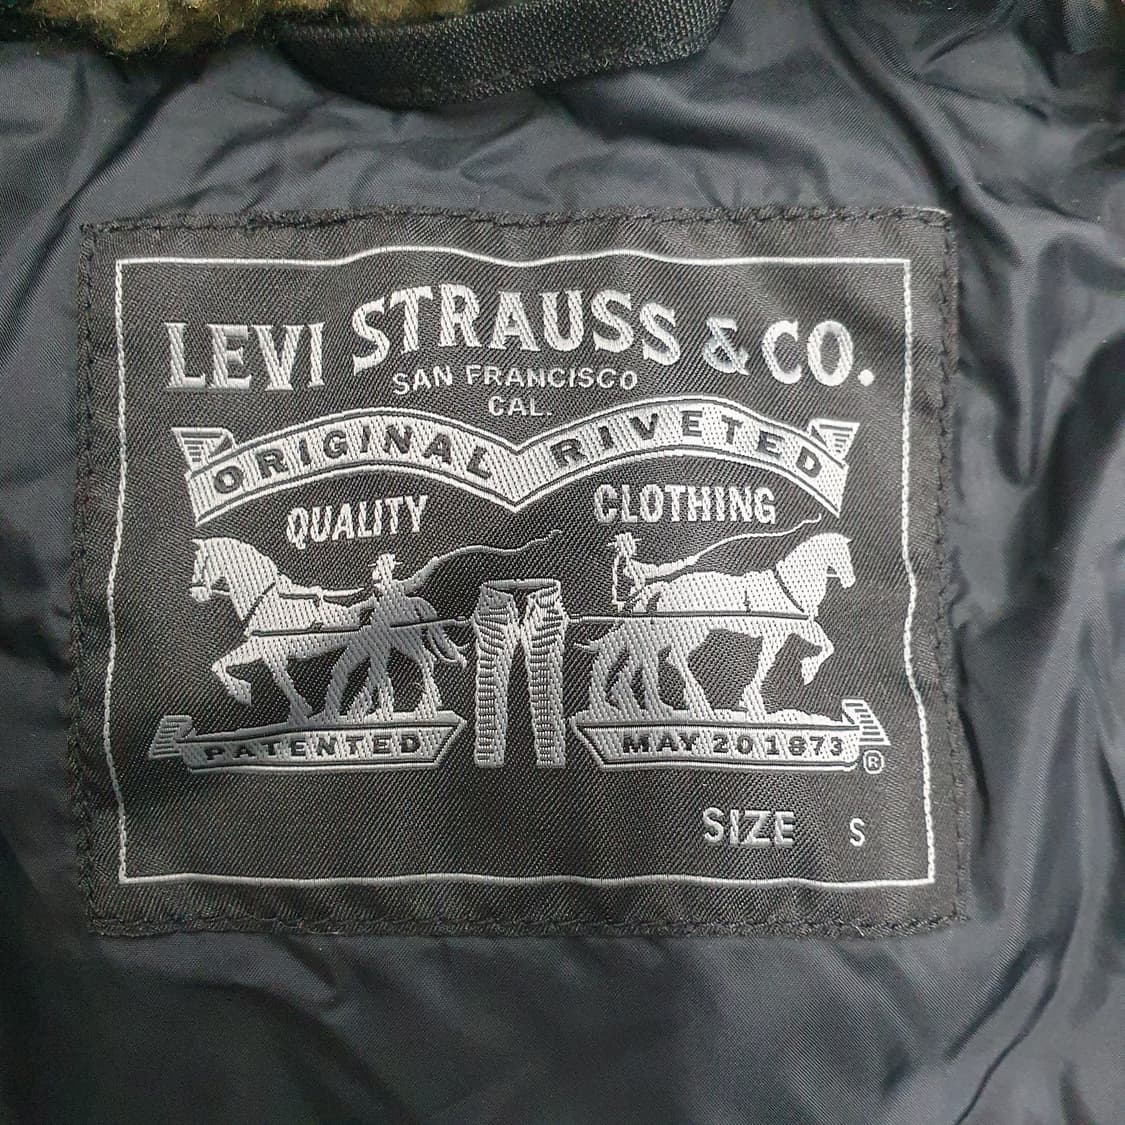 LEVI STRAUSS & CO.
SAN FRANCISCO
CAL.
ORIGINAL RIVETED
QUALITY CLOTHING
PATENTED MAY 20 1873
®
SIZE S